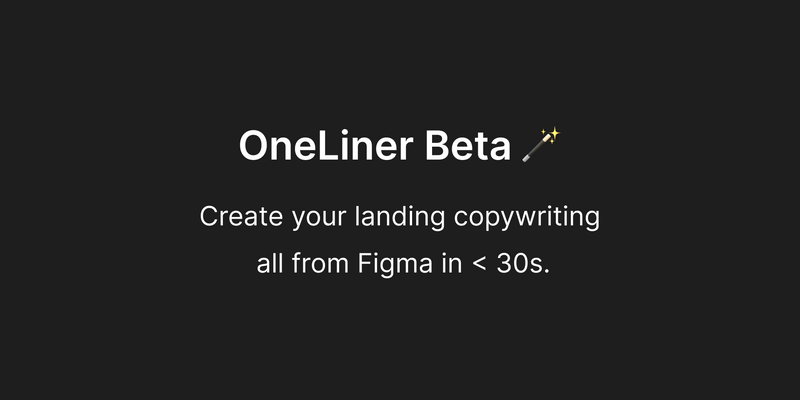 OneLiner Beta 🪄
Create your landing copywriting
all from Figma in < 30s.